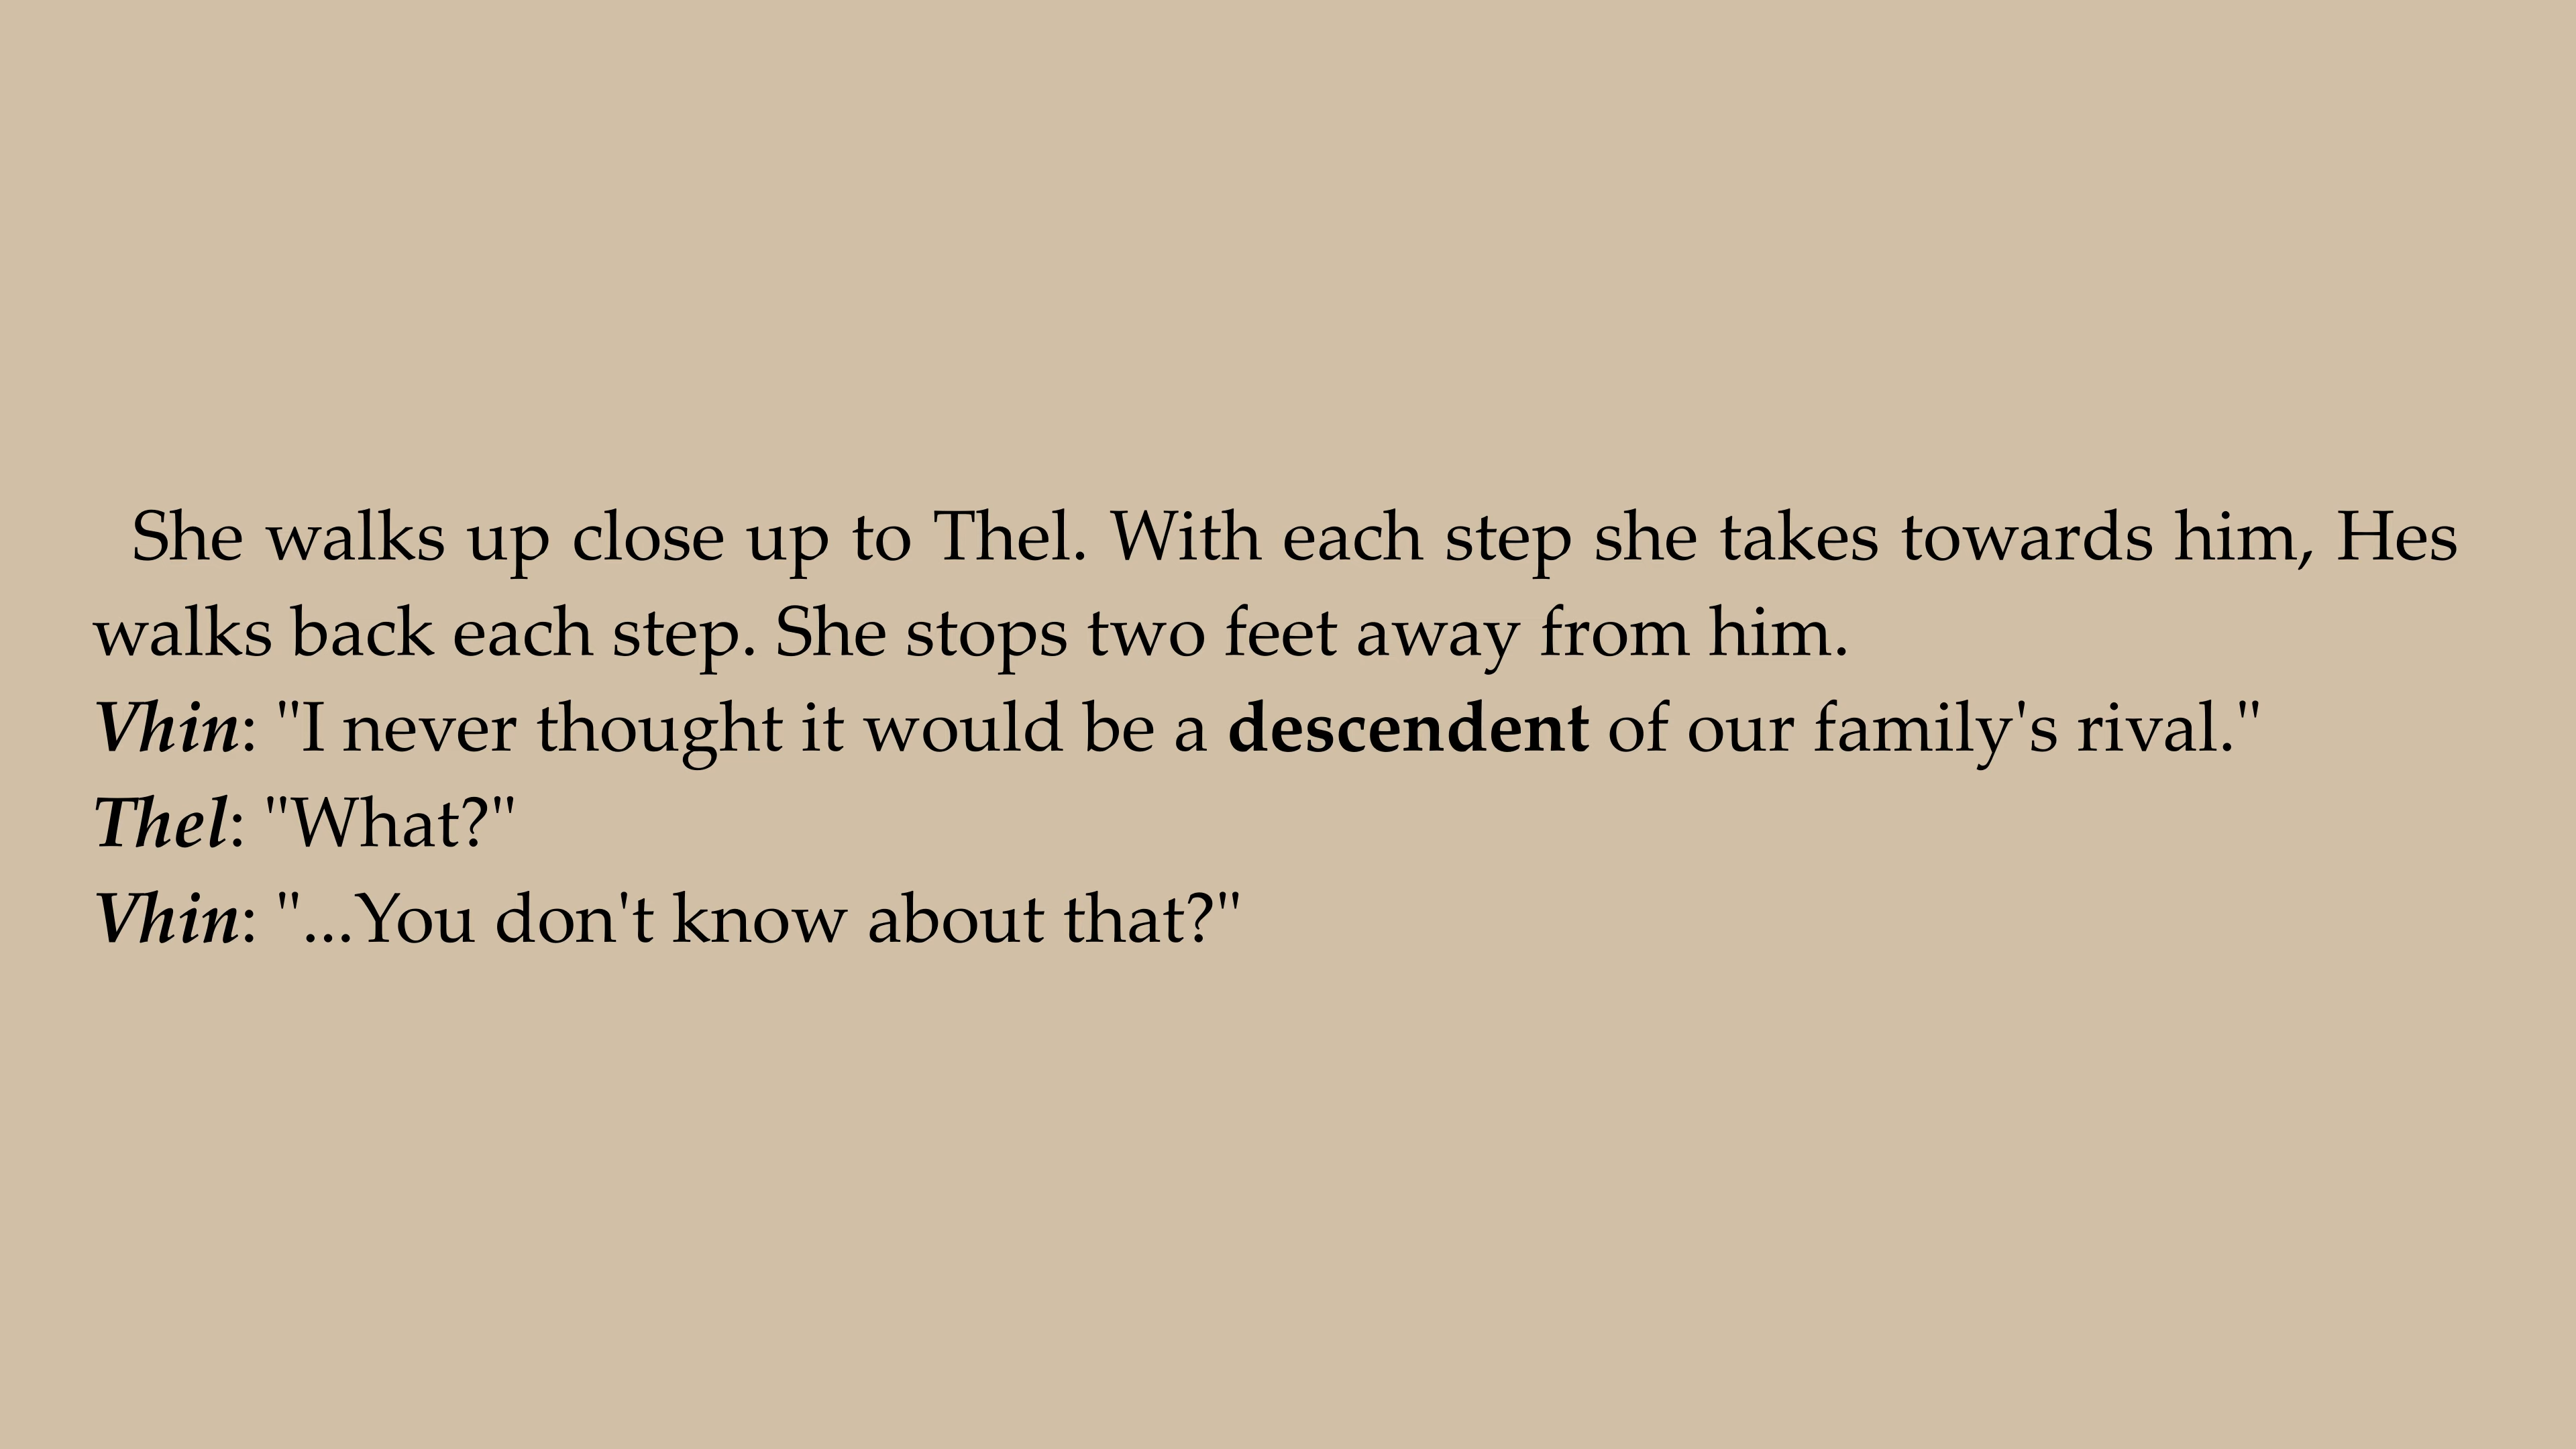 She walks up close up to Thel. With each step she takes towards him, Hes
walks back each step. She stops two feet away from him.
Vhin: "I never thought it would be a descendent of our family's rival."
Thel: "What?"
Vhin: "...You don't know about that?"